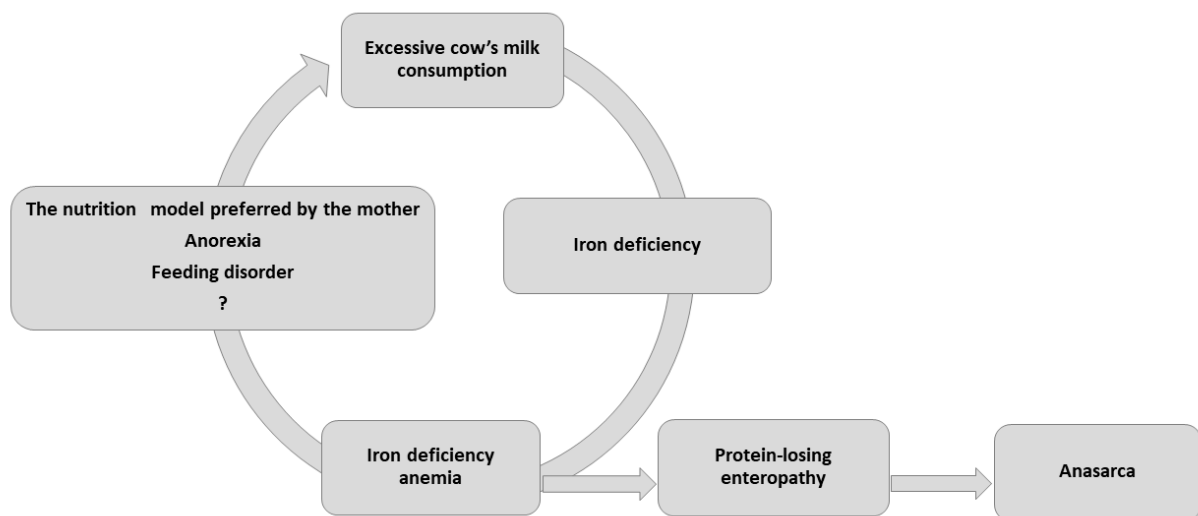 Excessive cow's milk
consumption
The nutrition model preferred by the mother
Anorexia
Feeding disorder
?
Iron deficiency
Iron deficiency
anemia
Protein-losing
enteropathy
Anasarca